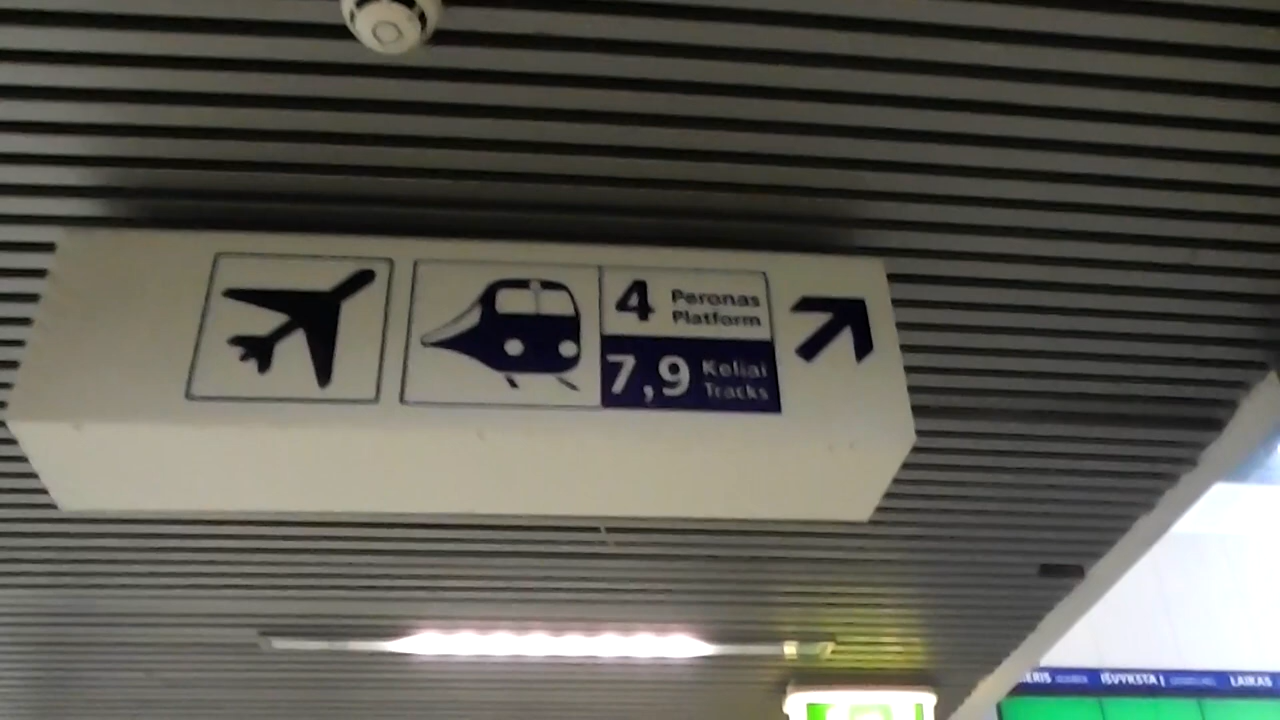 4 Peronas
Platform
7,9 Keliai
Tracks
IŠVYKSTA | LAIKAS